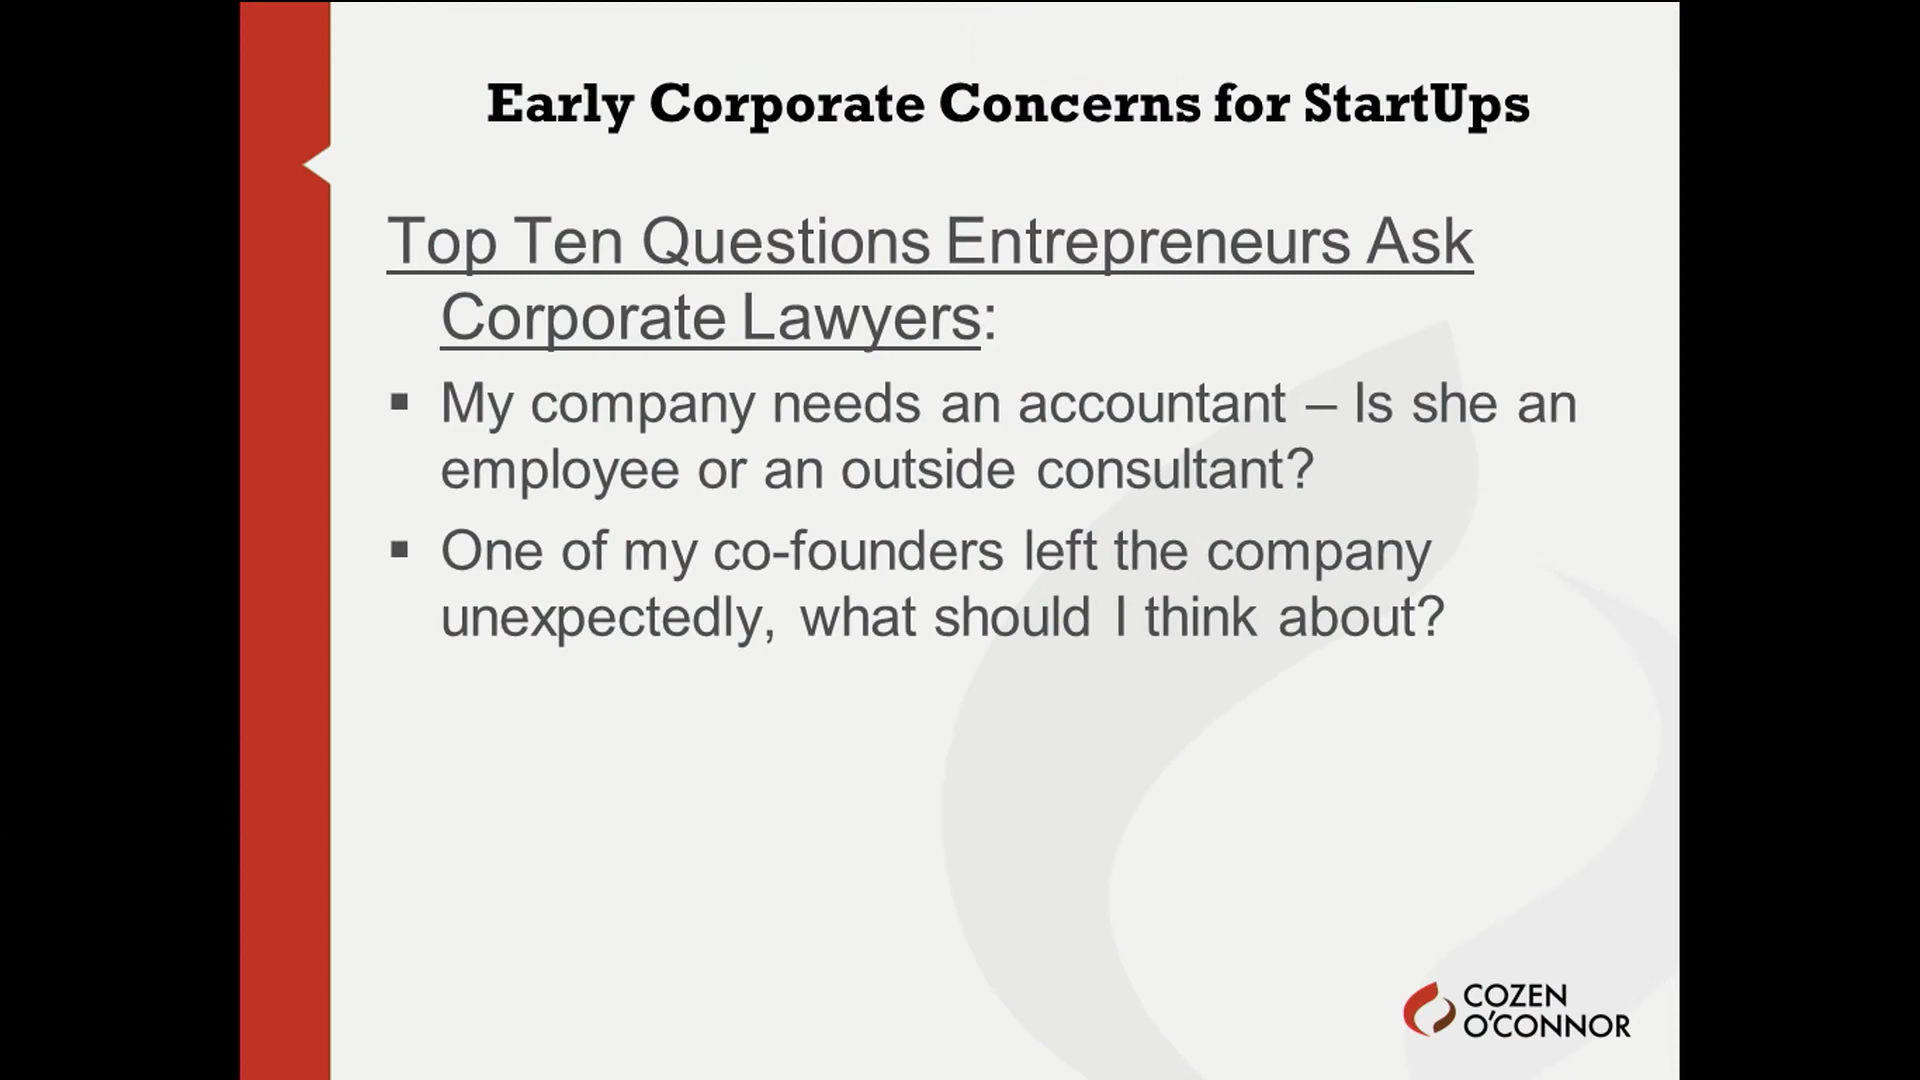 Early Corporate Concerns for StartUps
Top Ten Questions Entrepreneurs Ask
Corporate Lawyers:
▪ My company needs an accountant – Is she an
employee or an outside consultant?
▪ One of my co-founders left the company
unexpectedly, what should I think about?
COZEN
O'CONNOR